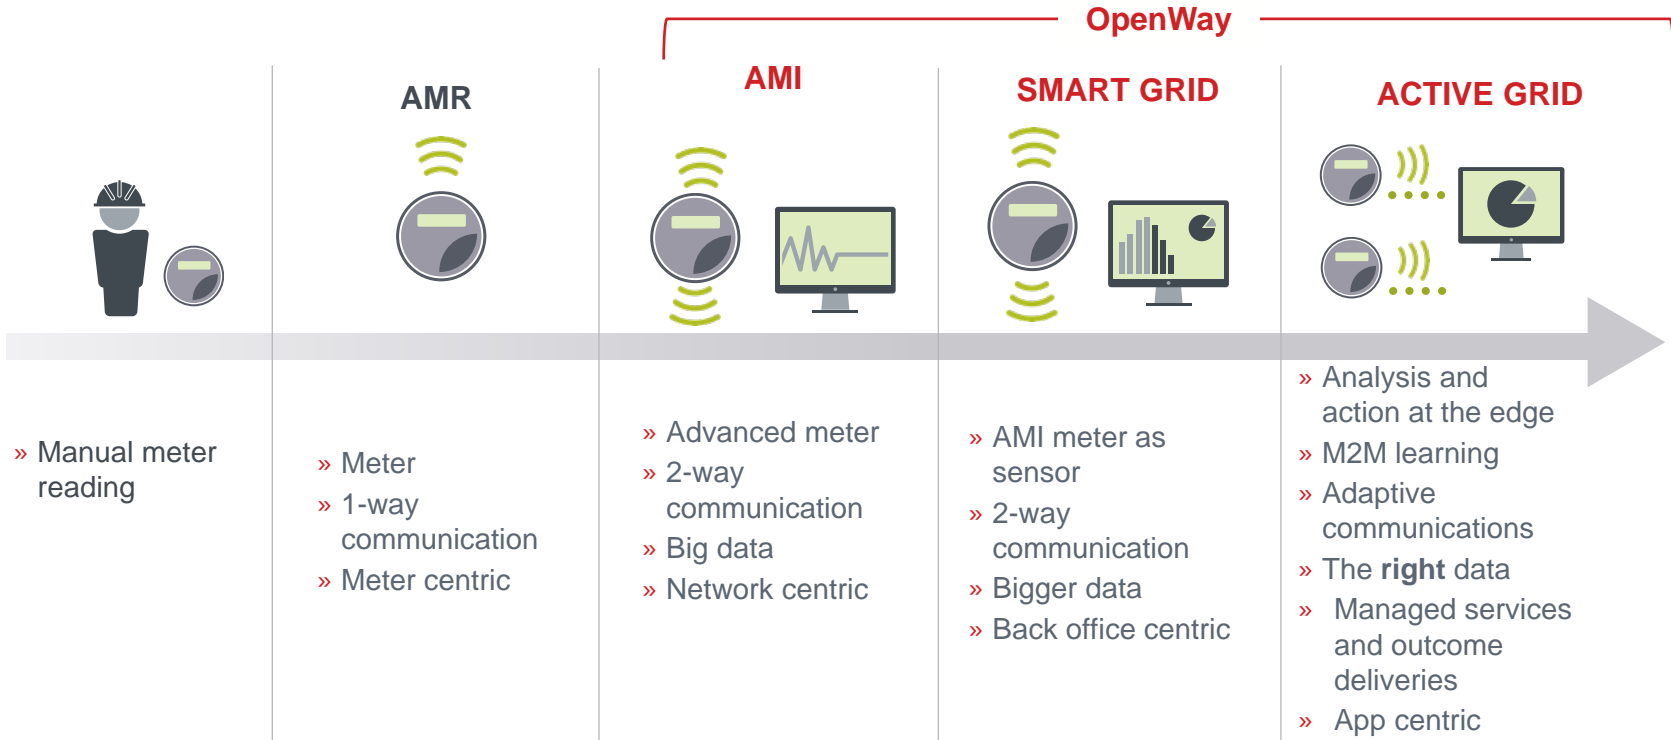 OpenWay
AMR
AMI
SMART GRID
ACTIVE GRID
» Manual meter
reading
» Meter
» 1-way
communication
» Meter centric
» Advanced meter
» 2-way
communication
» Big data
» Network centric
» AMI meter as
sensor
» 2-way
communication
» Bigger data
» Back office centric
» Analysis and
action at the edge
» M2M learning
» Adaptive
communications
» The right data
» Managed services
and outcome
deliveries
» App centric